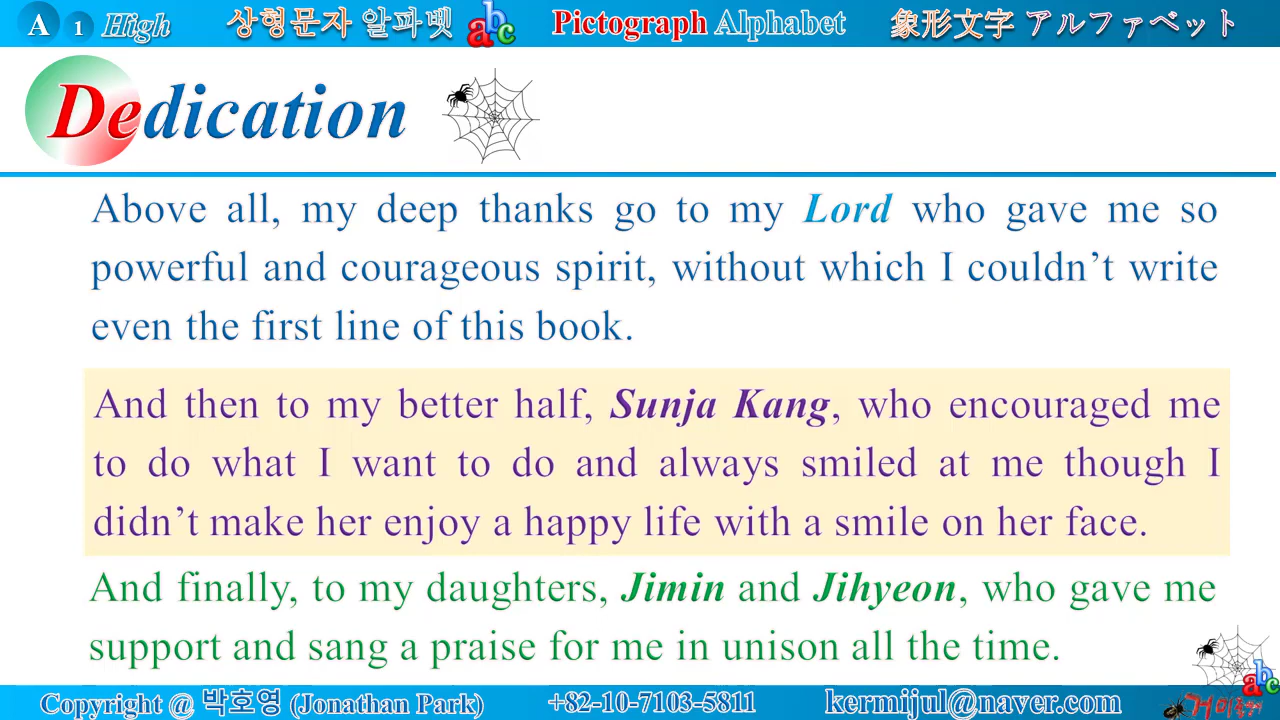 A 1 High 상형문자 알파벳 abc Pictograph Alphabet 象形文字 アルファベット
Dedication
Above all, my deep thanks go to my Lord who gave me so
powerful and courageous spirit, without which I couldn’t write
even the first line of this book.
And then to my better half, Sunja Kang, who encouraged me
to do what I want to do and always smiled at me though I
didn’t make her enjoy a happy life with a smile on her face.
And finally, to my daughters, Jimin and Jihyeon, who gave me
support and sang a praise for me in unison all the time.
abc
Copyright @ 박호영 (Jonathan Park) +82-10-7103-5811 kermijul@naver.com